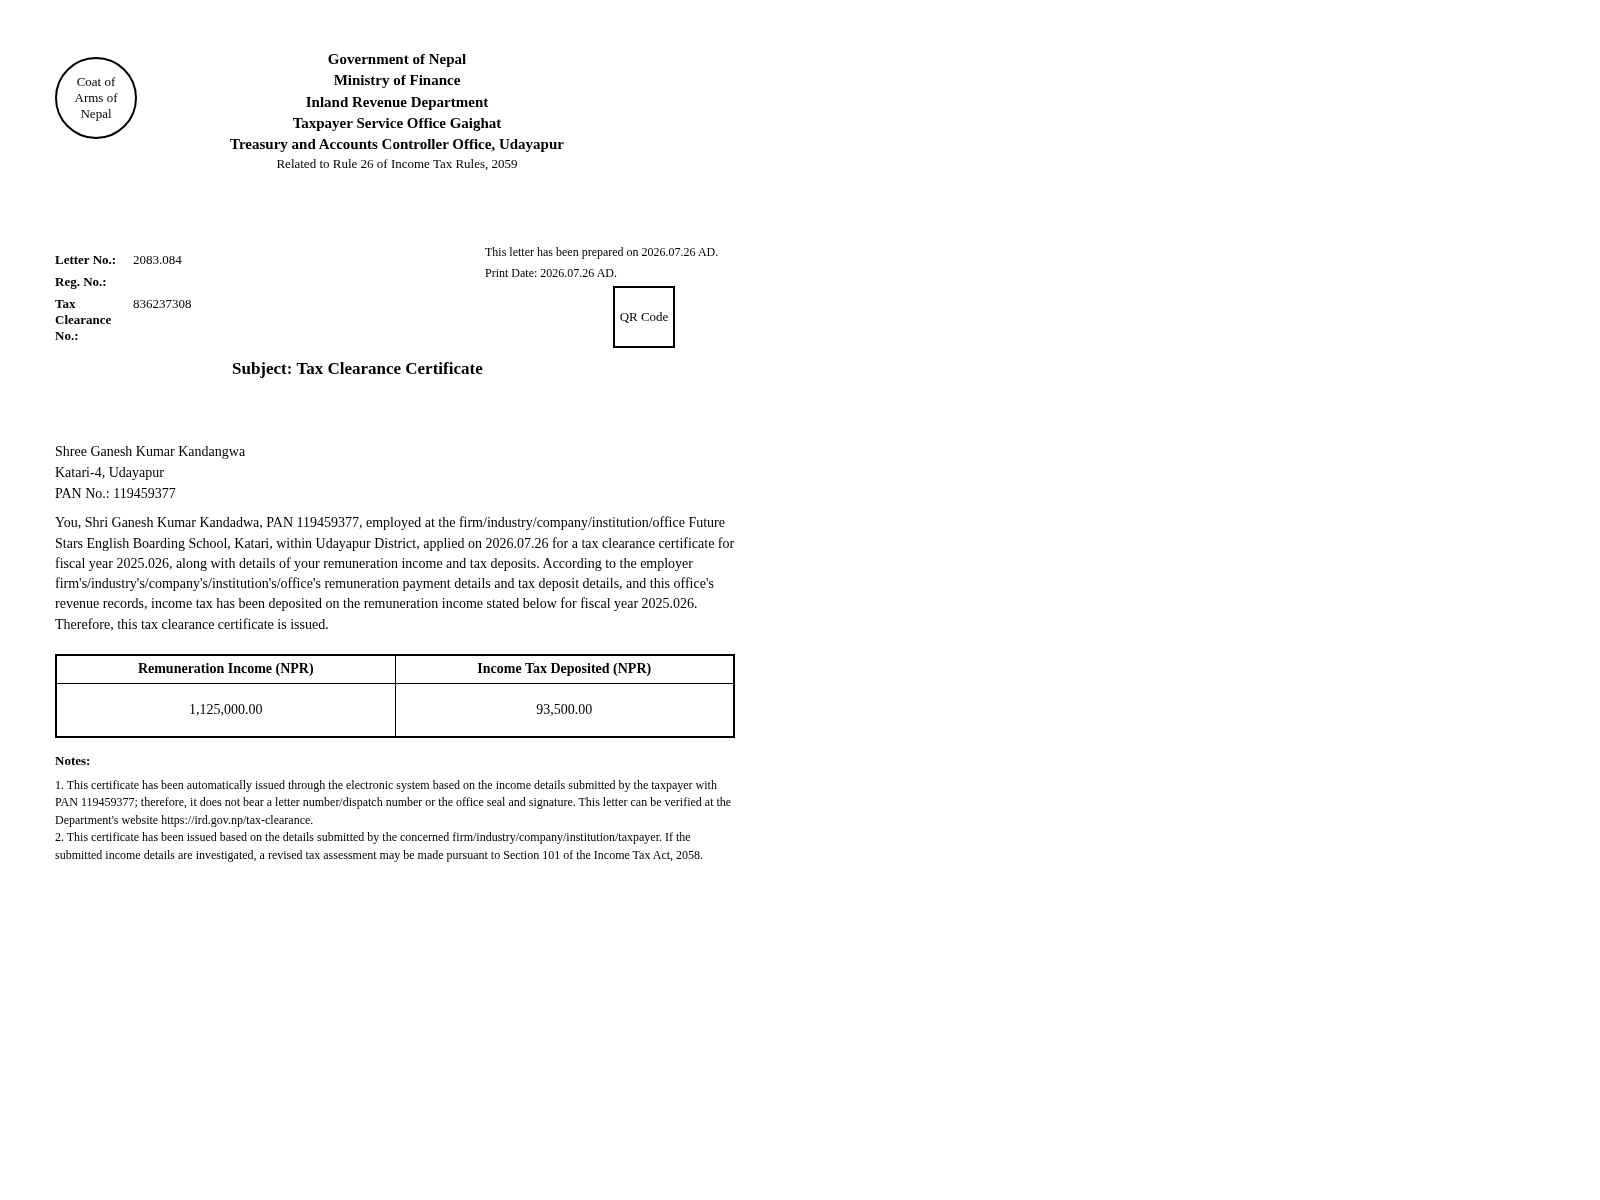 Coat of
Arms of
Nepal
Government of Nepal
Ministry of Finance
Inland Revenue Department
Taxpayer Service Office Gaighat
Treasury and Accounts Controller Office, Udayapur
Related to Rule 26 of Income Tax Rules, 2059
Letter No.: 2083.084
Reg. No.:
Tax Clearance No.: 836237308
This letter has been prepared on 2026.07.26 AD.
Print Date: 2026.07.26 AD.
QR Code
Subject: Tax Clearance Certificate
Shree Ganesh Kumar Kandangwa
Katari-4, Udayapur
PAN No.: 119459377
You, Shri Ganesh Kumar Kandadwa, PAN 119459377, employed at the firm/industry/company/institution/office Future
Stars English Boarding School, Katari, within Udayapur District, applied on 2026.07.26 for a tax clearance certificate for
fiscal year 2025.026, along with details of your remuneration income and tax deposits. According to the employer
firm's/industry's/company's/institution's/office's remuneration payment details and tax deposit details, and this office's
revenue records, income tax has been deposited on the remuneration income stated below for fiscal year 2025.026.
Therefore, this tax clearance certificate is issued.
Remuneration Income (NPR) Income Tax Deposited (NPR)
1,125,000.00 93,500.00
Notes:
1. This certificate has been automatically issued through the electronic system based on the income details submitted by the taxpayer with
PAN 119459377; therefore, it does not bear a letter number/dispatch number or the office seal and signature. This letter can be verified at the
Department's website https://ird.gov.np/tax-clearance.
2. This certificate has been issued based on the details submitted by the concerned firm/industry/company/institution/taxpayer. If the
submitted income details are investigated, a revised tax assessment may be made pursuant to Section 101 of the Income Tax Act, 2058.